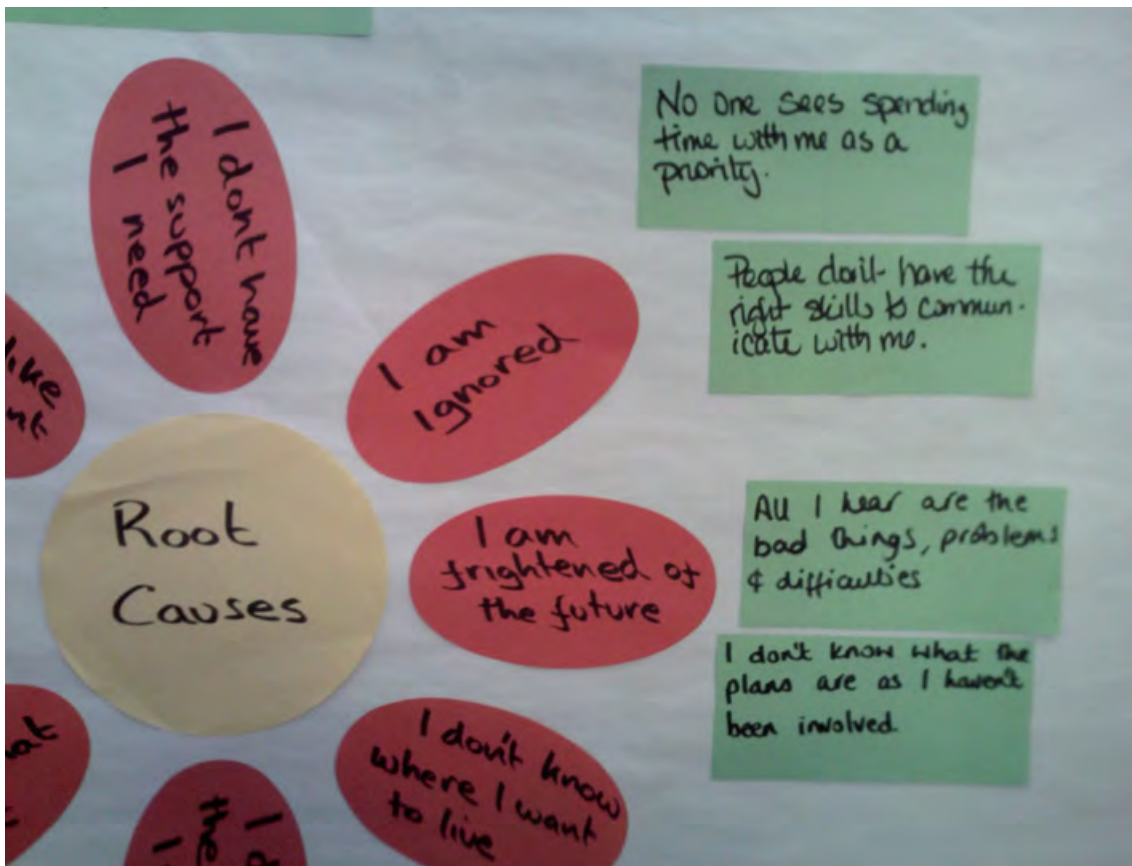 I dont have
the support
I need
I am
Ignored
I am
frightened of
the future
I don't know
where I want
to live
Root
Causes
like
I d
the
I
No one sees spending
time with me as a
priority.
People don't have the
right skills to commun-
icate with me.
All I hear are the
bad things, problems
& difficulties
I don't know what the
plans are as I haven't
been involved.